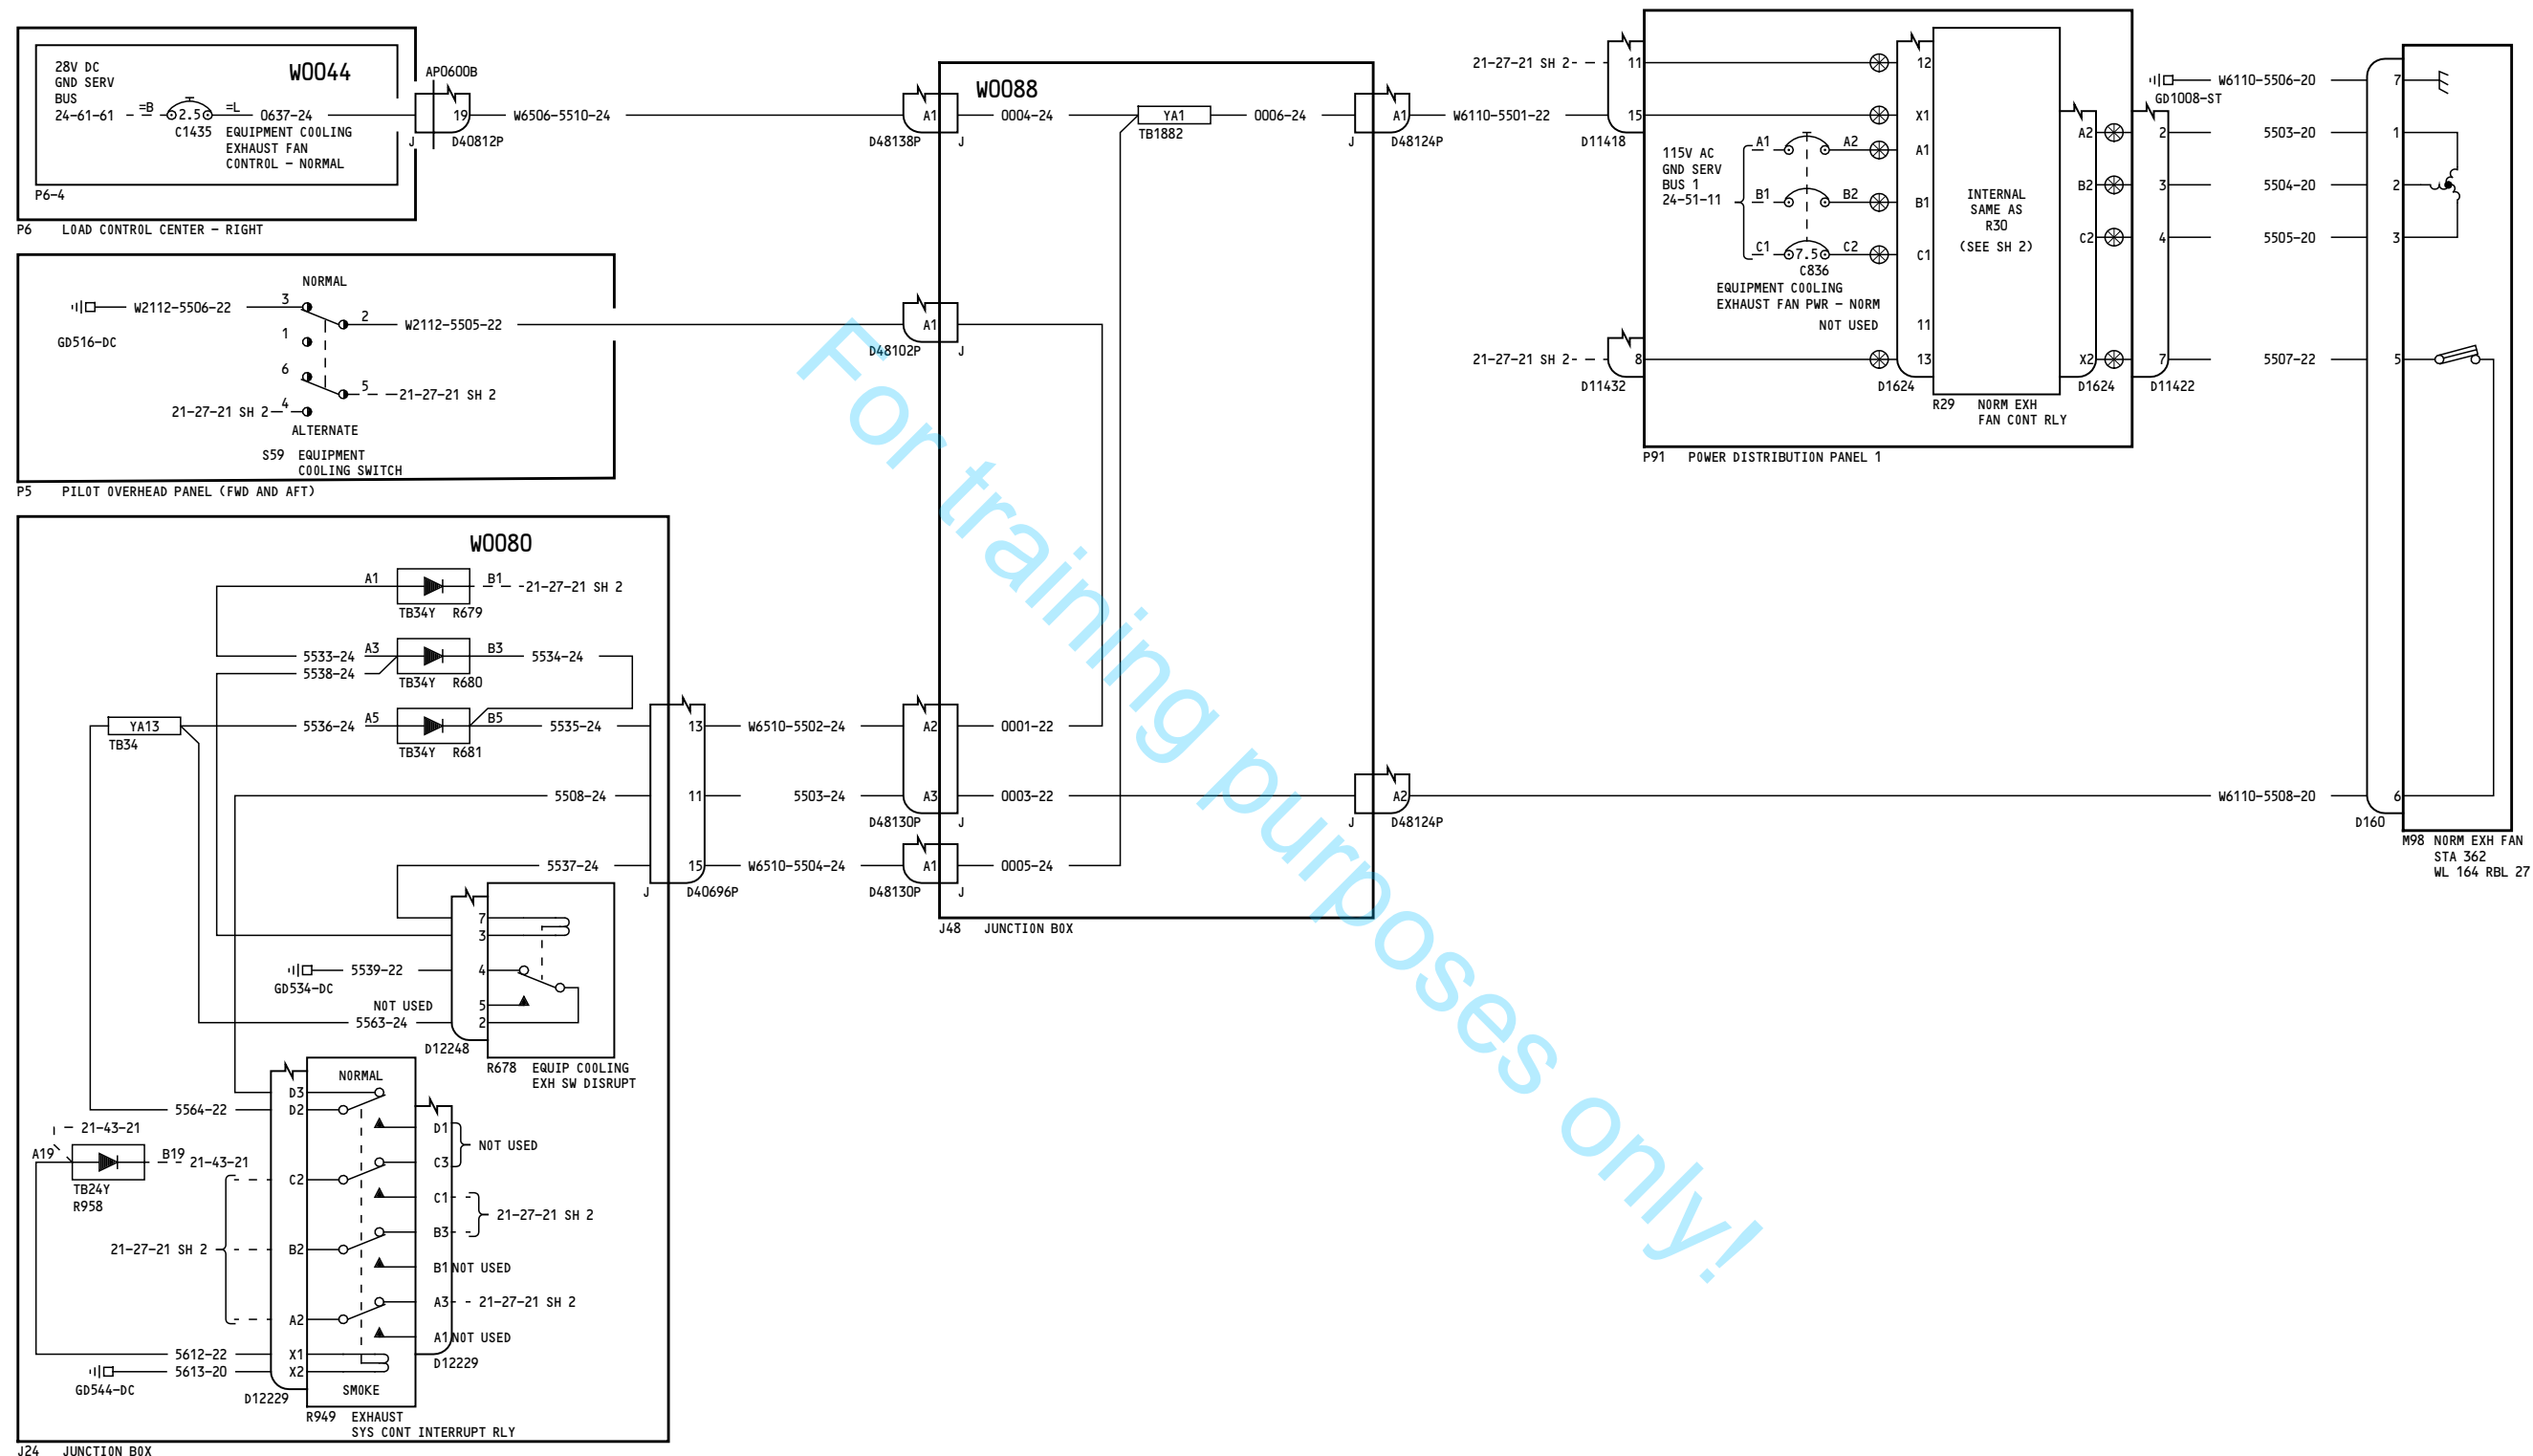 28V DC
GND SERV
BUS
24-61-61
W0044
=B
2.5
=L
0637-24
C1435
EQUIPMENT COOLING
EXHAUST FAN
CONTROL - NORMAL
P6-4
P6 LOAD CONTROL CENTER - RIGHT
AP0600B
19
J D40812P
W6506-5510-24
A1
D48138P J
W0088
0004-24
YA1
TB1882
0006-24
A1
J D48124P
W6110-5501-22
21-27-21 SH 2
11
15
D11418
12
X1
A1
B1
C1
11
13
D1624
115V AC
GND SERV
BUS 1
24-51-11
A1 A2
B1 B2
C1 7.5 C2
C836
EQUIPMENT COOLING
EXHAUST FAN PWR - NORM
NOT USED
INTERNAL
SAME AS
R30
(SEE SH 2)
A2
B2
C2
X2
D1624
2
3
4
7
D11422
21-27-21 SH 2
8
D11432
R29 NORM EXH
FAN CONT RLY
P91 POWER DISTRIBUTION PANEL 1
GD1008-ST
W6110-5506-20
7
5503-20
1
5504-20
2
5505-20
3
5507-22
5
W6110-5508-20
6
D160
M98 NORM EXH FAN
STA 362
WL 164 RBL 27
NORMAL
W2112-5506-22
3
GD516-DC
1
2
W2112-5505-22
6
5
21-27-21 SH 2
21-27-21 SH 2
4
ALTERNATE
S59 EQUIPMENT
COOLING SWITCH
P5 PILOT OVERHEAD PANEL (FWD AND AFT)
A1
D48102P J
W0080
A1
B1
21-27-21 SH 2
TB34Y R679
5533-24
A3
B3
5534-24
5538-24
TB34Y R680
YA13
TB34
5536-24
A5
B5
5535-24
TB34Y R681
13
W6510-5502-24
A2
0001-22
5508-24
11
5503-24
A3
0003-22
D48130P J
A2
J D48124P
5537-24
15
W6510-5504-24
A1
0005-24
J D40696P
D48130P J
J48 JUNCTION BOX
7
3
5539-22
4
GD534-DC
NOT USED
5
5563-24
2
D12248
R678 EQUIP COOLING
EXH SW DISRUPT
NORMAL
D3
5564-22
D2
21-43-21
A19
B19
21-43-21
TB24Y
R958
D1
NOT USED
C3
C2
C1
21-27-21 SH 2
B3
21-27-21 SH 2
B2
B1 NOT USED
A3
21-27-21 SH 2
A2
A1 NOT USED
5612-22
X1
5613-20
X2
GD544-DC
D12229
D12229
SMOKE
R949 EXHAUST
SYS CONT INTERRUPT RLY
J24 JUNCTION BOX
For training purposes only!